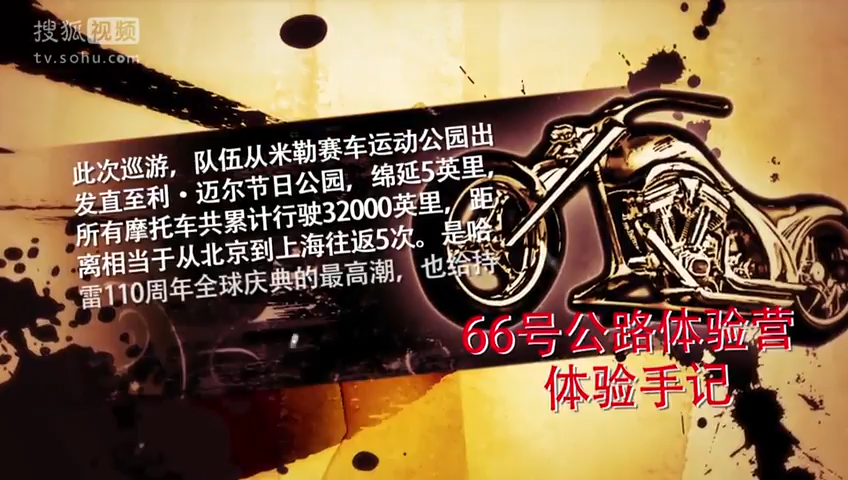 搜狐视频
tv.sohu.com
此次巡游，队伍从米勒赛车运动公园出
发直至利·迈尔节日公园，绵延5英里，
所有摩托车共累计行驶32000英里，距
离相当于从北京到上海往返5次。是哈
雷110周年全球庆典的最高潮，也给持
66号公路体验营
体验手记